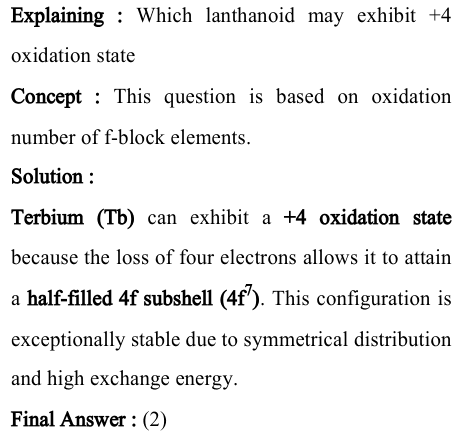 Explaining : Which lanthanoid may exhibit +4
oxidation state
Concept : This question is based on oxidation
number of f-block elements.
Solution :
Terbium (Tb) can exhibit a +4 oxidation state
because the loss of four electrons allows it to attain
a half-filled 4f subshell (4f⁷). This configuration is
exceptionally stable due to symmetrical distribution
and high exchange energy.
Final Answer : (2)